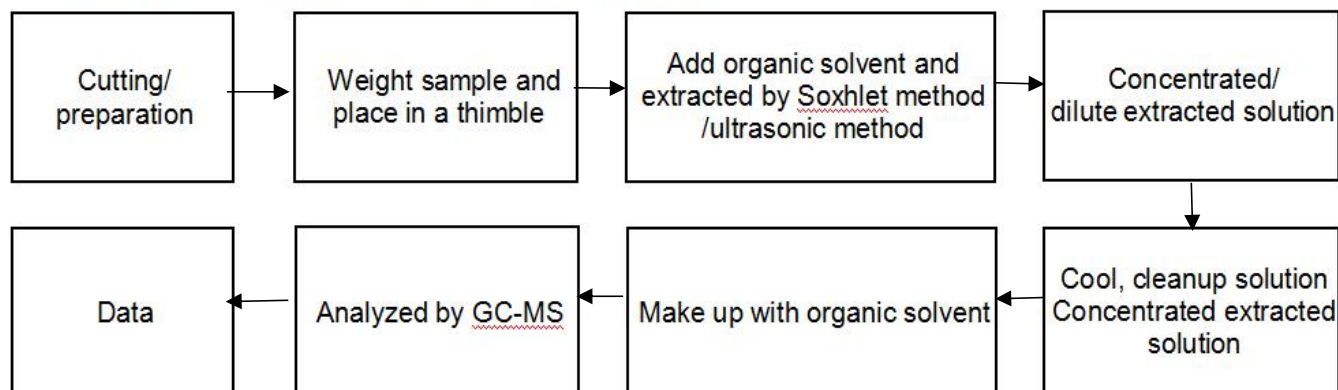 Cutting/
preparation
Weight sample and
place in a thimble
Add organic solvent and
extracted by Soxhlet method
/ultrasonic method
Concentrated/
dilute extracted solution
Cool, cleanup solution
Concentrated extracted
solution
Make up with organic solvent
Analyzed by GC-MS
Data